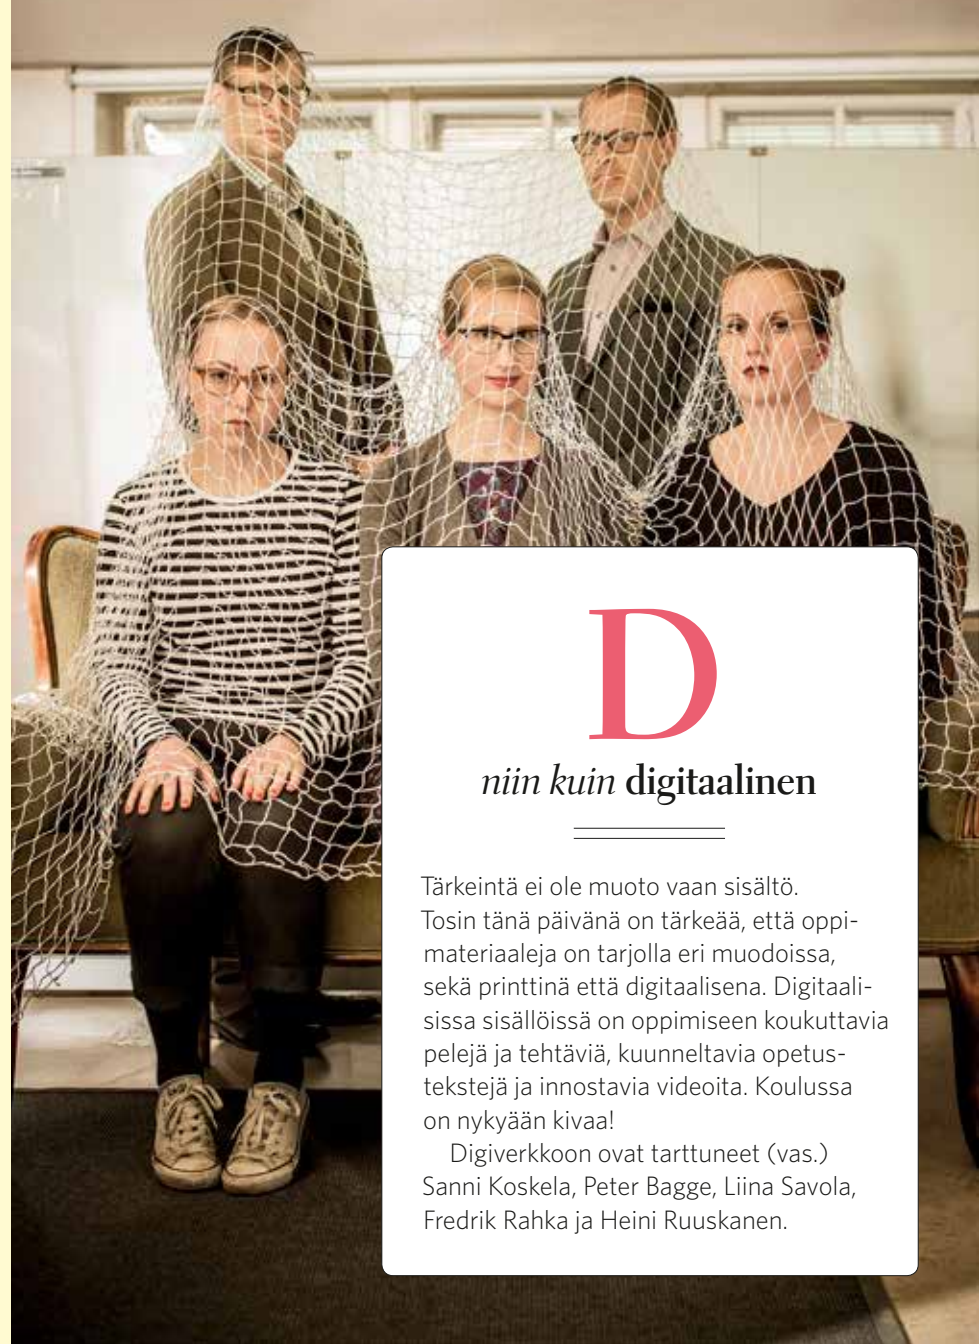 D
niin kuin digitaalinen
Tärkeintä ei ole muoto vaan sisältö.
Tosin tänä päivänä on tärkeää, että oppi-
materiaaleja on tarjolla eri muodoissa,
sekä printtinä että digitaalisena. Digitaali-
sissa sisällöissä on oppimiseen koukuttavia
pelejä ja tehtäviä, kuunneltavia opetus-
tekstejä ja innostavia videoita. Koulussa
on nykyään kivaa!
Digiverkkoon ovat tarttuneet (vas.)
Sanni Koskela, Peter Bagge, Liina Savola,
Fredrik Rahka ja Heini Ruuskanen.